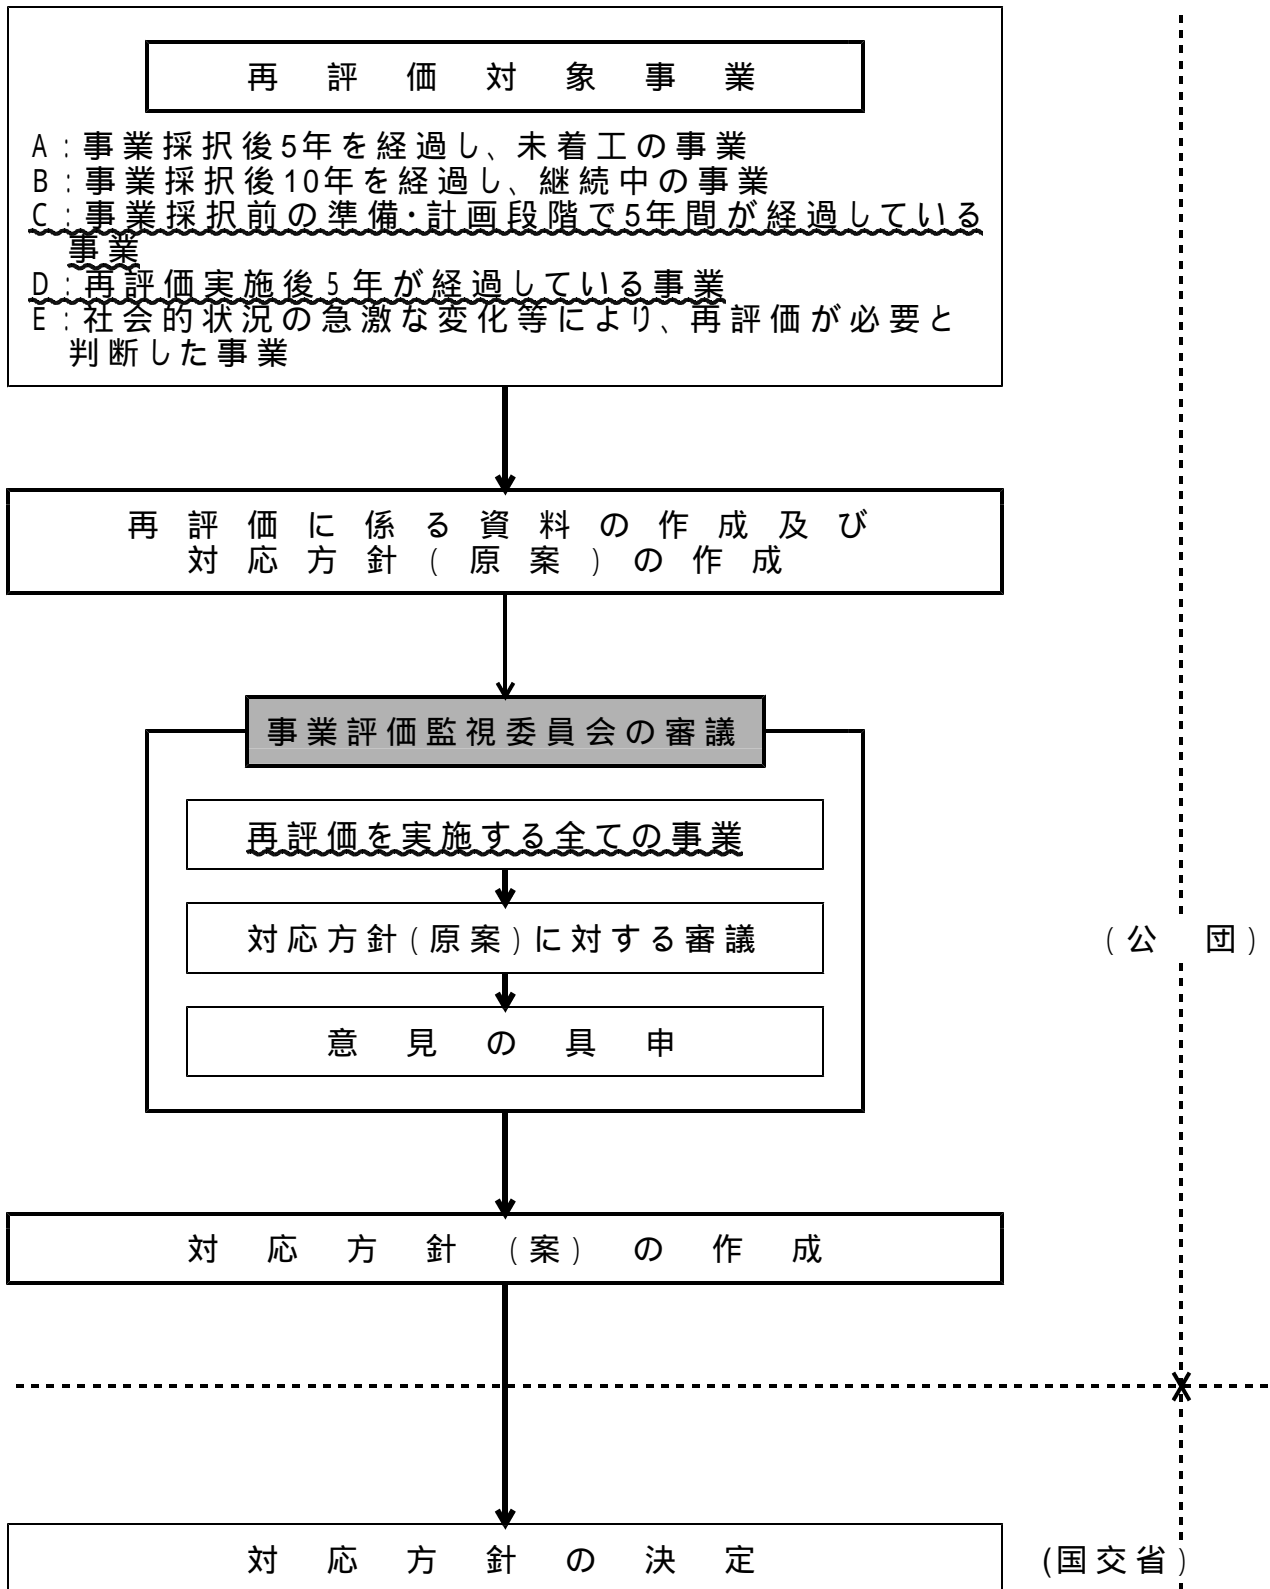 再評価対象事業
A：事業採択後5年を経過し、未着工の事業
B：事業採択後10年を経過し、継続中の事業
C：事業採択前の準備・計画段階で5年間が経過している
事業
D：再評価実施後5年が経過している事業
E：社会的状況の急激な変化等により、再評価が必要と
判断した事業
再評価に係る資料の作成及び
対応方針(原案)の作成
事業評価監視委員会の審議
再評価を実施する全ての事業
対応方針(原案)に対する審議
(公　団)
意見の具申
対応方針(案)の作成
対応方針の決定
(国交省)